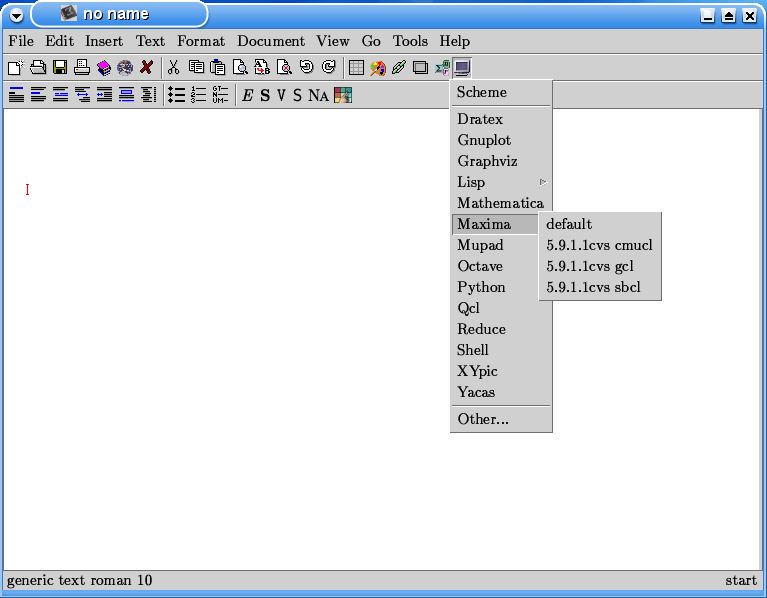 no name
File Edit Insert Text Format Document View Go Tools Help
E S V S NA
Scheme
Dratex
Gnuplot
Graphviz
Lisp
Mathematica
Maxima
Mupad
Octave
Python
Qcl
Reduce
Shell
XYpic
Yacas
Other...
default
5.9.1.1cvs cmucl
5.9.1.1cvs gcl
5.9.1.1cvs sbcl
generic text roman 10
start